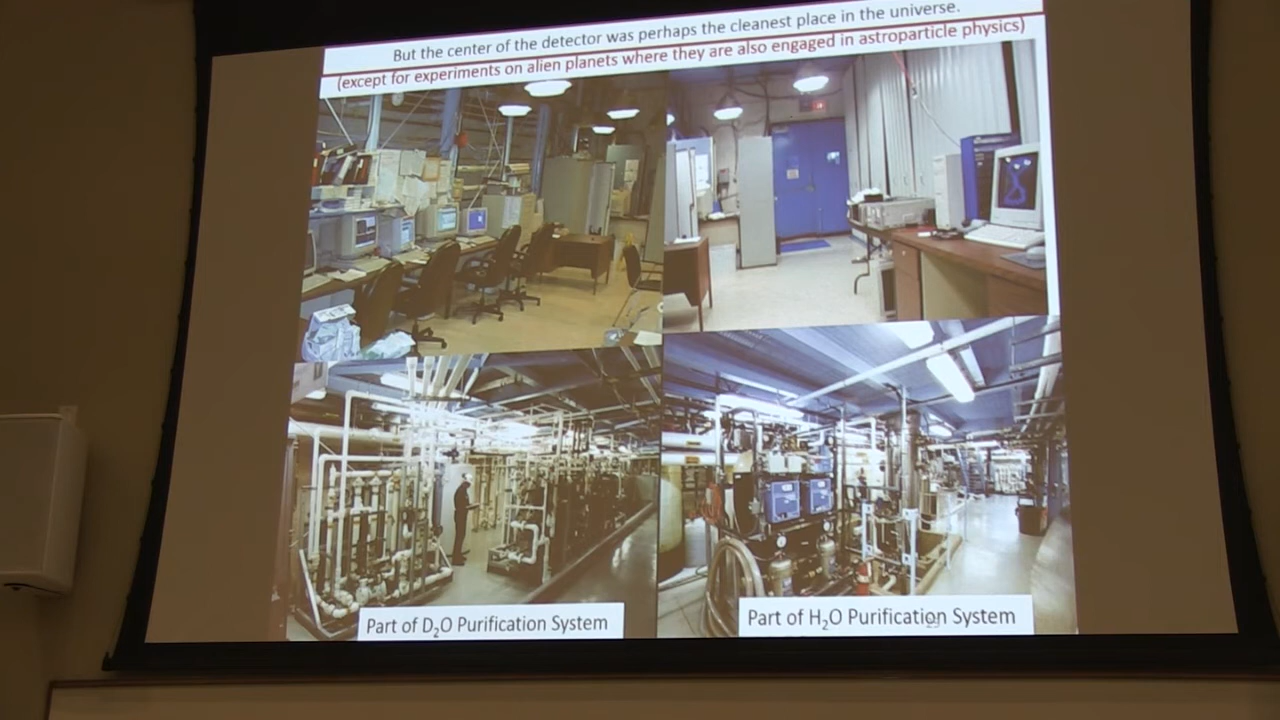 But the center of the detector was perhaps the cleanest place in the universe.
(except for experiments on alien planets where they are also engaged in astroparticle physics)
Part of D₂O Purification System
Part of H₂O Purification System